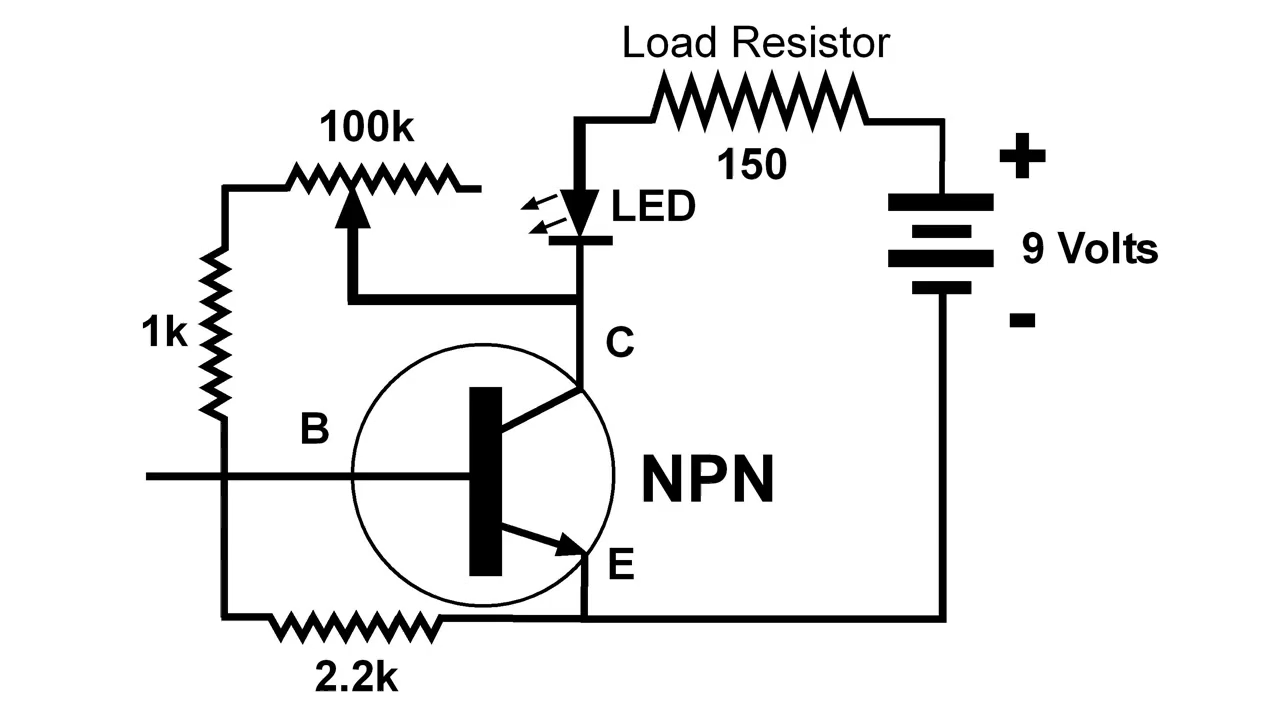 Load Resistor
100k
150
LED
+
9 Volts
-
1k
C
B
NPN
E
2.2k